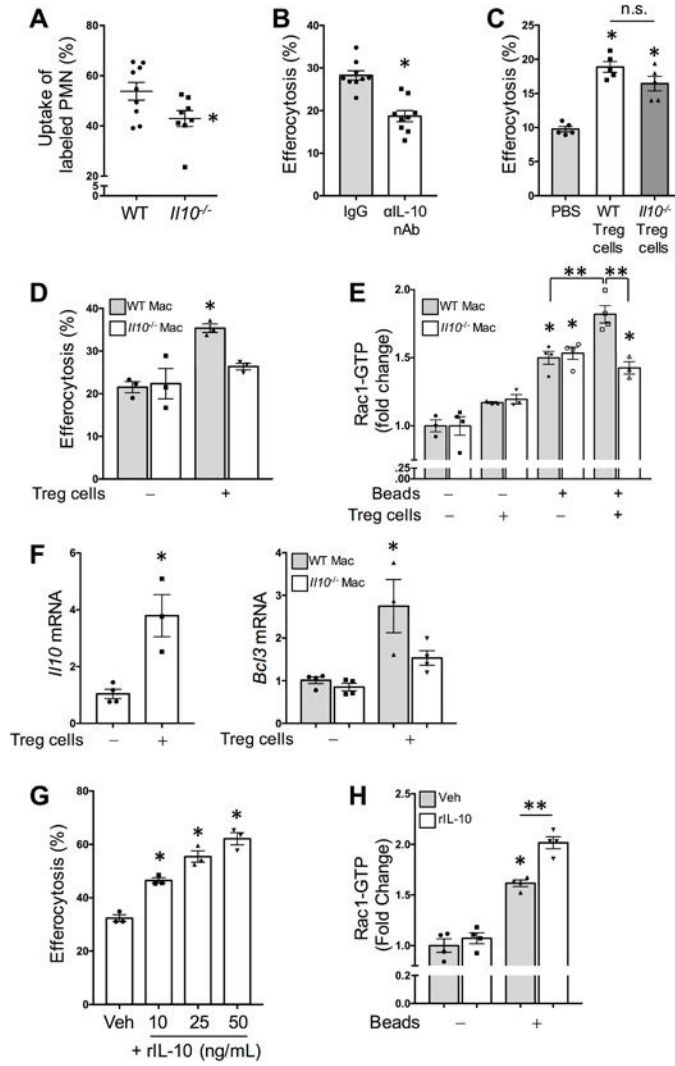 A
Uptake of
labeled PMN (%)
80
60
40
20
5
0
*
WT
Il10-/-
B
Efferocytosis (%)
40
30
20
10
0
*
IgG
αIL-10
nAb
C
Efferocytosis (%)
25
20
15
10
5
0
n.s.
*
*
PBS
WT
Treg
cells
Il10-/-
Treg
cells
D
Efferocytosis (%)
40
30
20
10
0
WT Mac
Il10-/- Mac
*
Treg cells
–
+
E
Rac1-GTP
(fold change)
2.0
1.5
1.0
.25
.00
WT Mac
Il10-/- Mac
**
**
*
*
*
Beads
–
–
+
+
Treg cells
–
+
–
+
F
Il10 mRNA
6
4
2
0
*
Treg cells
–
+
Bcl3 mRNA
4
3
2
1
0
WT Mac
Il10-/- Mac
*
Treg cells
–
+
G
Efferocytosis (%)
80
60
40
20
0
*
*
*
Veh
10
25
50
+ rIL-10 (ng/mL)
H
Rac1-GTP
(Fold Change)
2.5
2.0
1.5
1.0
0.2
0.0
Veh
rIL-10
**
*
Beads
–
+